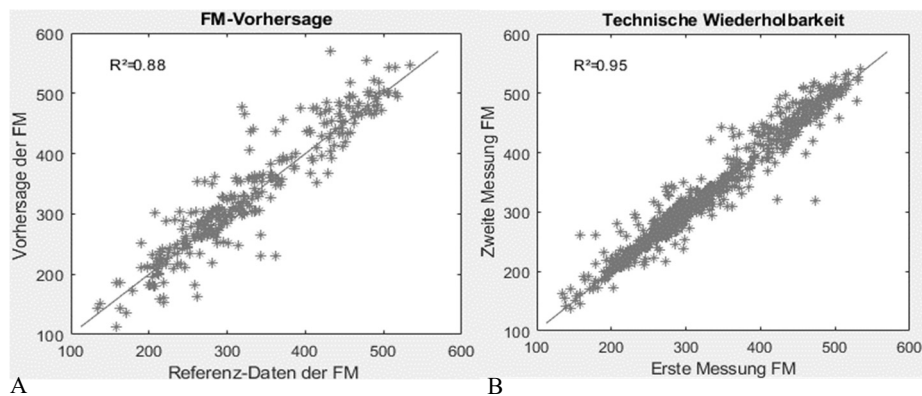 FM-Vorhersage
R²=0.88
600
500
400
300
200
100
100 200 300 400 500 600
Vorhersage der FM
Referenz-Daten der FM
A
Technische Wiederholbarkeit
R²=0.95
600
500
400
300
200
100
100 200 300 400 500 600
Zweite Messung FM
Erste Messung FM
B